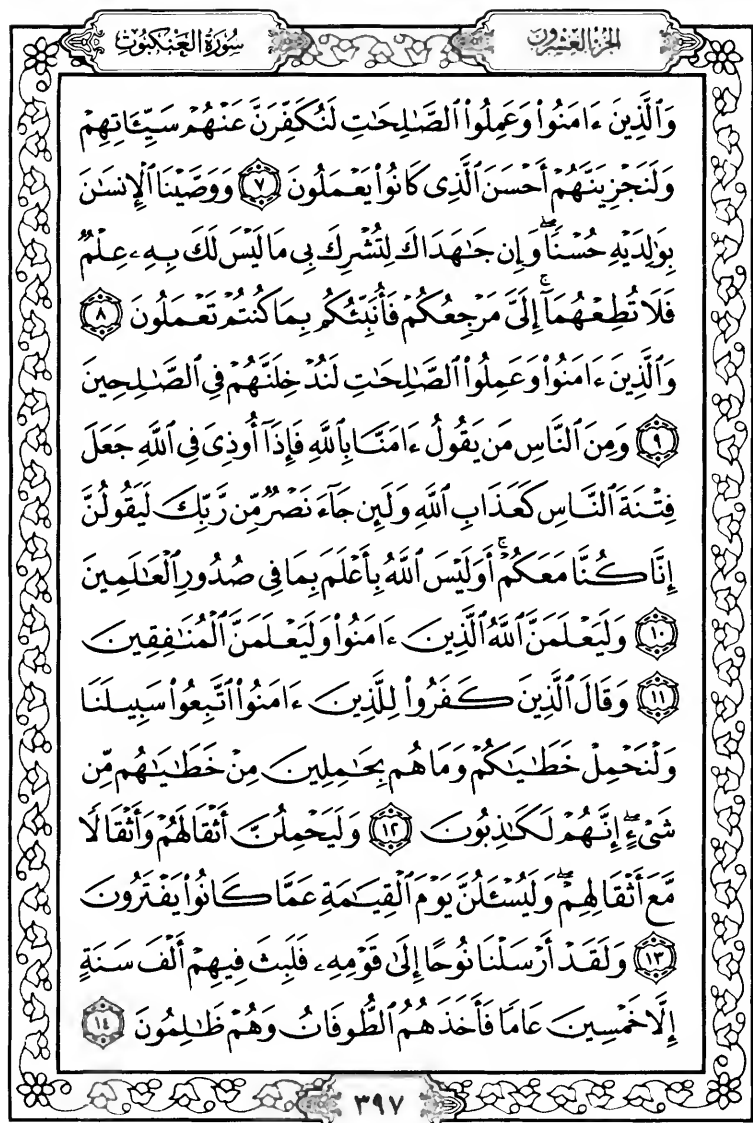 سُورَةُ العَنكَبُوتِ
الجُزْءُ العِشْرُونَ
وَٱلَّذِينَ ءَامَنُوا۟ وَعَمِلُوا۟ ٱلصَّـٰلِحَـٰتِ لَنُكَفِّرَنَّ عَنْهُمْ سَيِّـَٔاتِهِمْ
وَلَنَجْزِيَنَّهُمْ أَحْسَنَ ٱلَّذِى كَانُوا۟ يَعْمَلُونَ ٧ وَوَصَّيْنَا ٱلْإِنسَـٰنَ
بِوَٰلِدَيْهِ حُسْنًا ۖ وَإِن جَـٰهَدَاكَ لِتُشْرِكَ بِى مَا لَيْسَ لَكَ بِهِۦ عِلْمٌ
فَلَا تُطِعْهُمَآ ۚ إِلَىَّ مَرْجِعُكُمْ فَأُنَبِّئُكُم بِمَا كُنتُمْ تَعْمَلُونَ ٨
وَٱلَّذِينَ ءَامَنُوا۟ وَعَمِلُوا۟ ٱلصَّـٰلِحَـٰتِ لَنُدْخِلَنَّهُمْ فِى ٱلصَّـٰلِحِينَ
٩ وَمِنَ ٱلنَّاسِ مَن يَقُولُ ءَامَنَّا بِٱللَّهِ فَإِذَآ أُوذِىَ فِى ٱللَّهِ جَعَلَ
فِتْنَةَ ٱلنَّاسِ كَعَذَابِ ٱللَّهِ وَلَئِن جَآءَ نَصْرٌ مِّن رَّبِّكَ لَيَقُولُنَّ
إِنَّا كُنَّا مَعَكُمْ ۚ أَوَلَيْسَ ٱللَّهُ بِأَعْلَمَ بِمَا فِى صُدُورِ ٱلْعَـٰلَمِينَ
١٠ وَلَيَعْلَمَنَّ ٱللَّهُ ٱلَّذِينَ ءَامَنُوا۟ وَلَيَعْلَمَنَّ ٱلْمُنَـٰفِقِينَ
١١ وَقَالَ ٱلَّذِينَ كَفَرُوا۟ لِلَّذِينَ ءَامَنُوا۟ ٱتَّبِعُوا۟ سَبِيلَنَا
وَلْنَحْمِلْ خَطَـٰيَـٰكُمْ وَمَا هُم بِحَـٰمِلِينَ مِنْ خَطَـٰيَـٰهُم مِّن
شَىْءٍ ۖ إِنَّهُمْ لَكَـٰذِبُونَ ١٢ وَلَيَحْمِلُنَّ أَثْقَالَهُمْ وَأَثْقَالًا
مَّعَ أَثْقَالِهِمْ ۖ وَلَيُسْـَٔلُنَّ يَوْمَ ٱلْقِيَـٰمَةِ عَمَّا كَانُوا۟ يَفْتَرُونَ
١٣ وَلَقَدْ أَرْسَلْنَا نُوحًا إِلَىٰ قَوْمِهِۦ فَلَبِثَ فِيهِمْ أَلْفَ سَنَةٍ
إِلَّا خَمْسِينَ عَامًا فَأَخَذَهُمُ ٱلطُّوفَانُ وَهُمْ ظَـٰلِمُونَ ١٤
٣٩٧